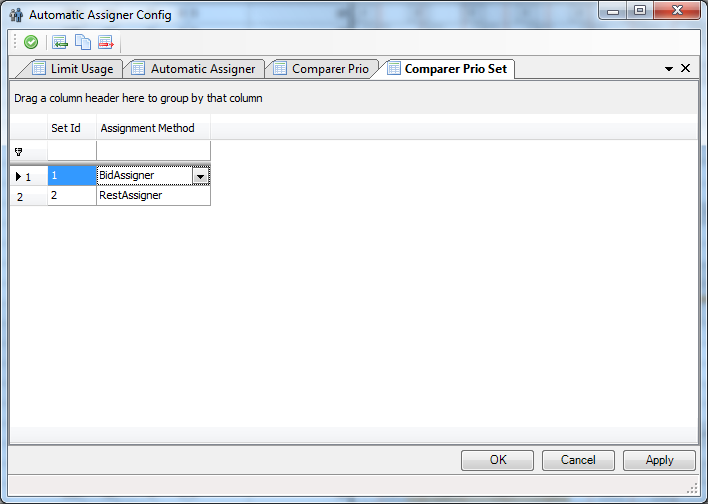 Automatic Assigner Config
Limit Usage
Automatic Assigner
Comparer Prio
Comparer Prio Set
Drag a column header here to group by that column
Set Id Assignment Method
1 1 BidAssigner
2 2 RestAssigner
OK Cancel Apply